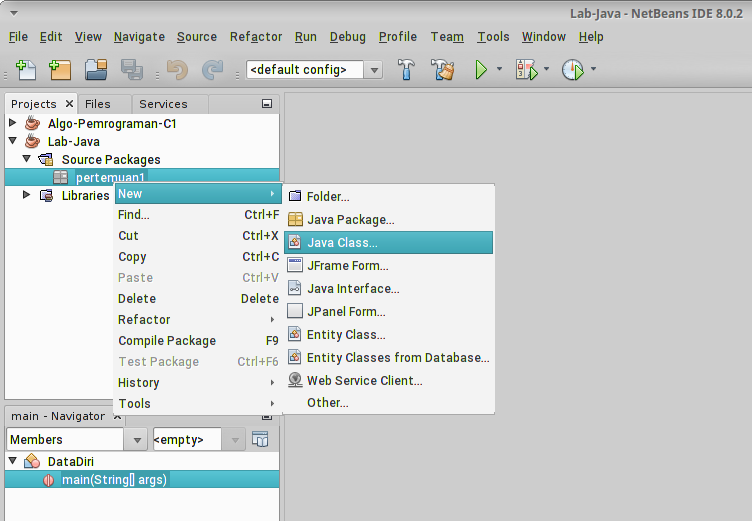 Lab-Java - NetBeans IDE 8.0.2
File Edit View Navigate Source Refactor Run Debug Profile Team Tools Window Help
<default config>
Projects Files Services
Algo-Pemrograman-C1
Lab-Java
Source Packages
pertemuan1
Libraries
New
Find... Ctrl+F
Cut Ctrl+X
Copy Ctrl+C
Paste Ctrl+V
Delete Delete
Refactor
Compile Package F9
Test Package Ctrl+F6
History
Tools
Folder...
Java Package...
Java Class...
JFrame Form...
Java Interface...
JPanel Form...
Entity Class...
Entity Classes from Database...
Web Service Client...
Other...
main - Navigator
Members <empty>
DataDiri
main(String[] args)